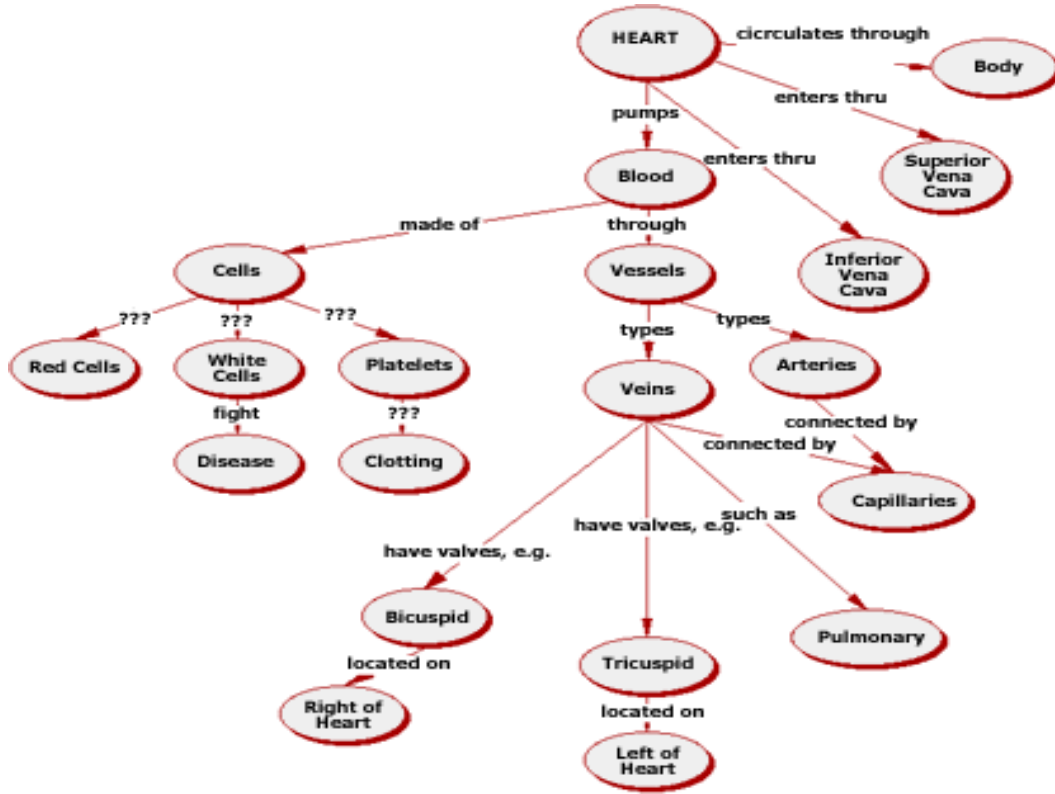 HEART
cicrculates through
Body
enters thru
pumps
Superior
Vena
Cava
enters thru
Blood
made of
through
Cells
Vessels
Inferior
Vena
Cava
???
???
???
types
types
Red Cells
White
Cells
Platelets
Veins
Arteries
fight
???
connected by
connected by
Disease
Clotting
Capillaries
such as
have valves, e.g.
have valves, e.g.
Bicuspid
Pulmonary
Tricuspid
located on
Right of
Heart
located on
Left of
Heart